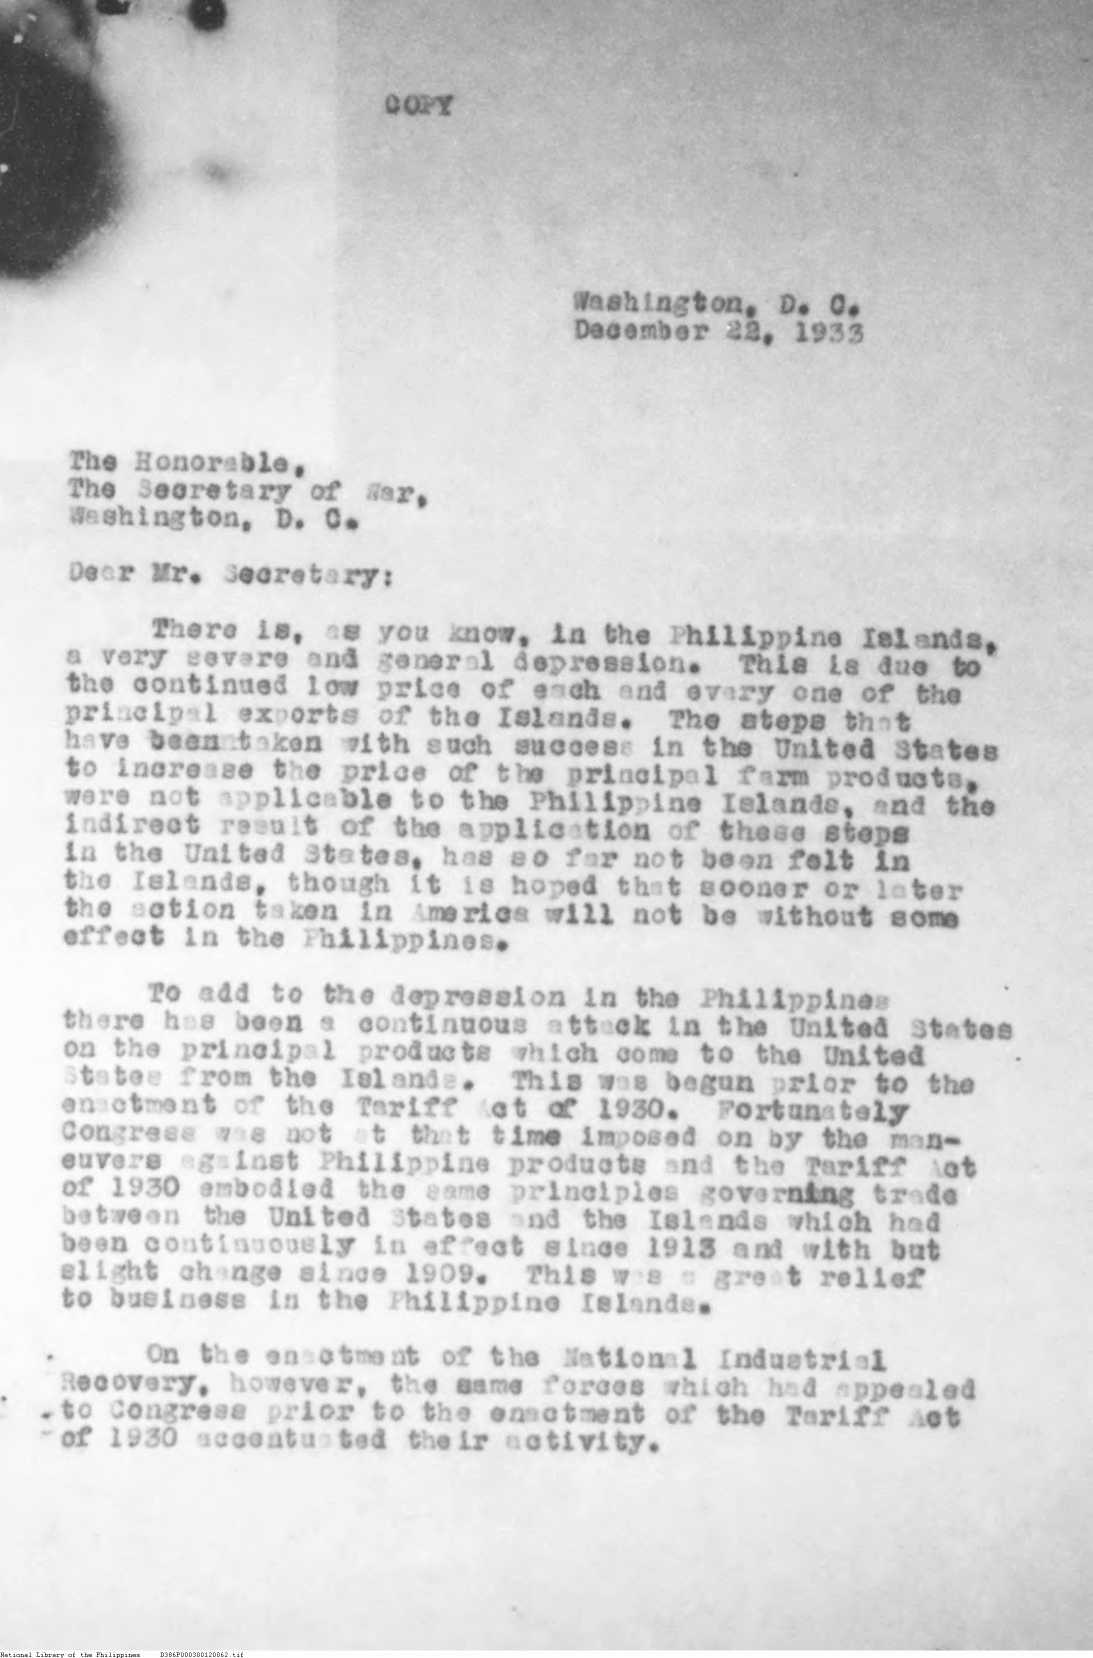 COPY
Washington, D. C.
December 22, 1933
The Honorable,
The Secretary of War,
Washington, D. C.
Dear Mr. Secretary:
There is, as you know, in the Philippine Islands,
a very severe and general depression. This is due to
the continued low price of each and every one of the
principal exports of the Islands. The steps that
have been taken with such success in the United States
to increase the price of the principal farm products,
were not applicable to the Philippine Islands, and the
indirect result of the application of these steps
in the United States, has so far not been felt in
the Islands, though it is hoped that sooner or later
the action taken in America will not be without some
effect in the Philippines.
To add to the depression in the Philippines
there has been a continuous attack in the United States
on the principal products which come to the United
States from the Islands. This was begun prior to the
enactment of the Tariff Act of 1930. Fortunately
Congress was not at that time imposed on by the man-
euvers against Philippine products and the Tariff Act
of 1930 embodied the same principles governing trade
between the United States and the Islands which had
been continuously in effect since 1913 and with but
slight change since 1909. This was a great relief
to business in the Philippine Islands.
On the enactment of the National Industrial
Recovery, however, the same forces which had appealed
to Congress prior to the enactment of the Tariff Act
of 1930 accentuated their activity.
National Library of the Philippines D386P000300120062.tif